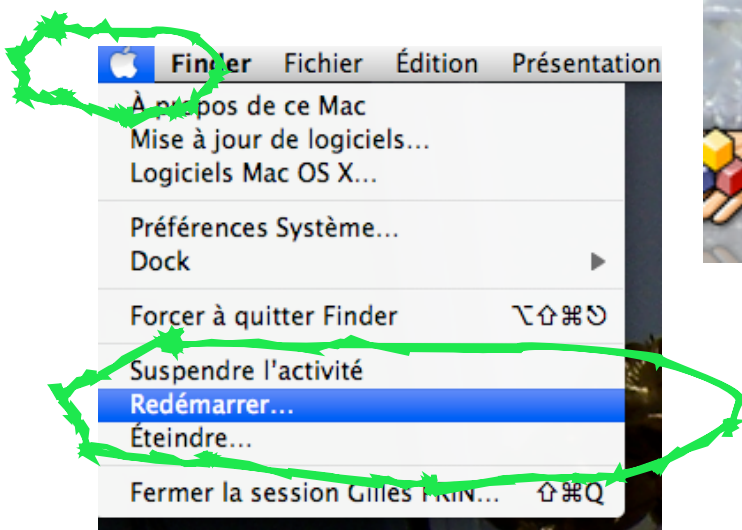 Finder Fichier Édition Présentation
À propos de ce Mac
Mise à jour de logiciels...
Logiciels Mac OS X...
Préférences Système...
Dock ▶
Forcer à quitter Finder ⌥⇧⌘⎋
Suspendre l'activité
Redémarrer...
Éteindre...
Fermer la session Gilles PRIN... ⇧⌘Q